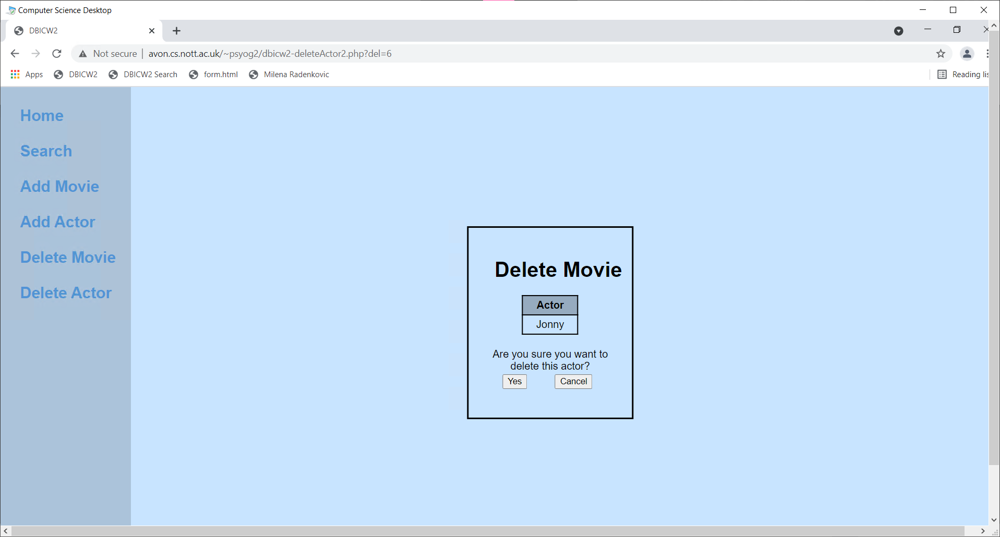 Computer Science Desktop
DBICW2
Not secure avon.cs.nott.ac.uk/~psyog2/dbicw2-deleteActor2.php?del=6
Apps DBICW2 DBICW2 Search form.html Milena Radenkovic Reading lis
Home
Search
Add Movie
Add Actor
Delete Movie
Delete Actor
Delete Movie
Actor
Jonny
Are you sure you want to
delete this actor?
Yes Cancel